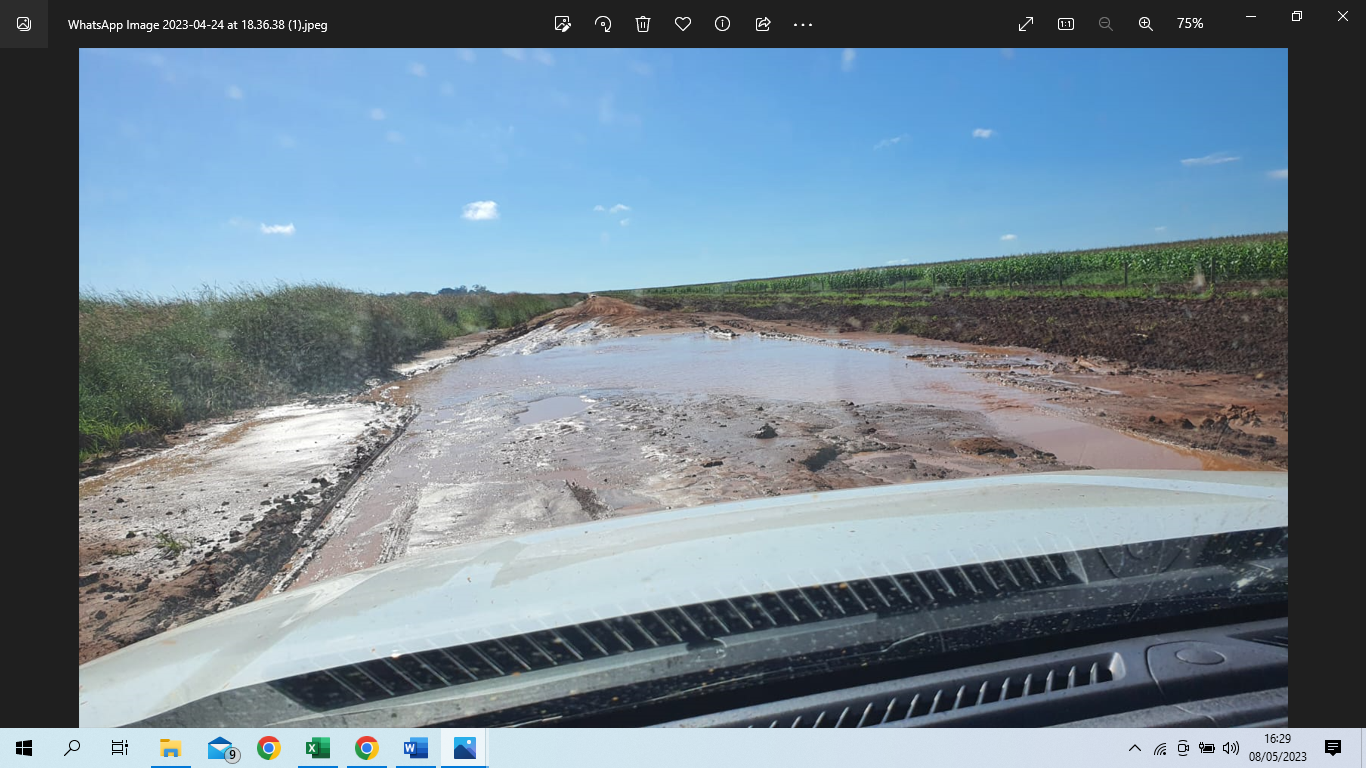 WhatsApp Image 2023-04-24 at 18.36.38 (1).jpeg
1:1
75%
9
X
W
16:29
08/05/2023